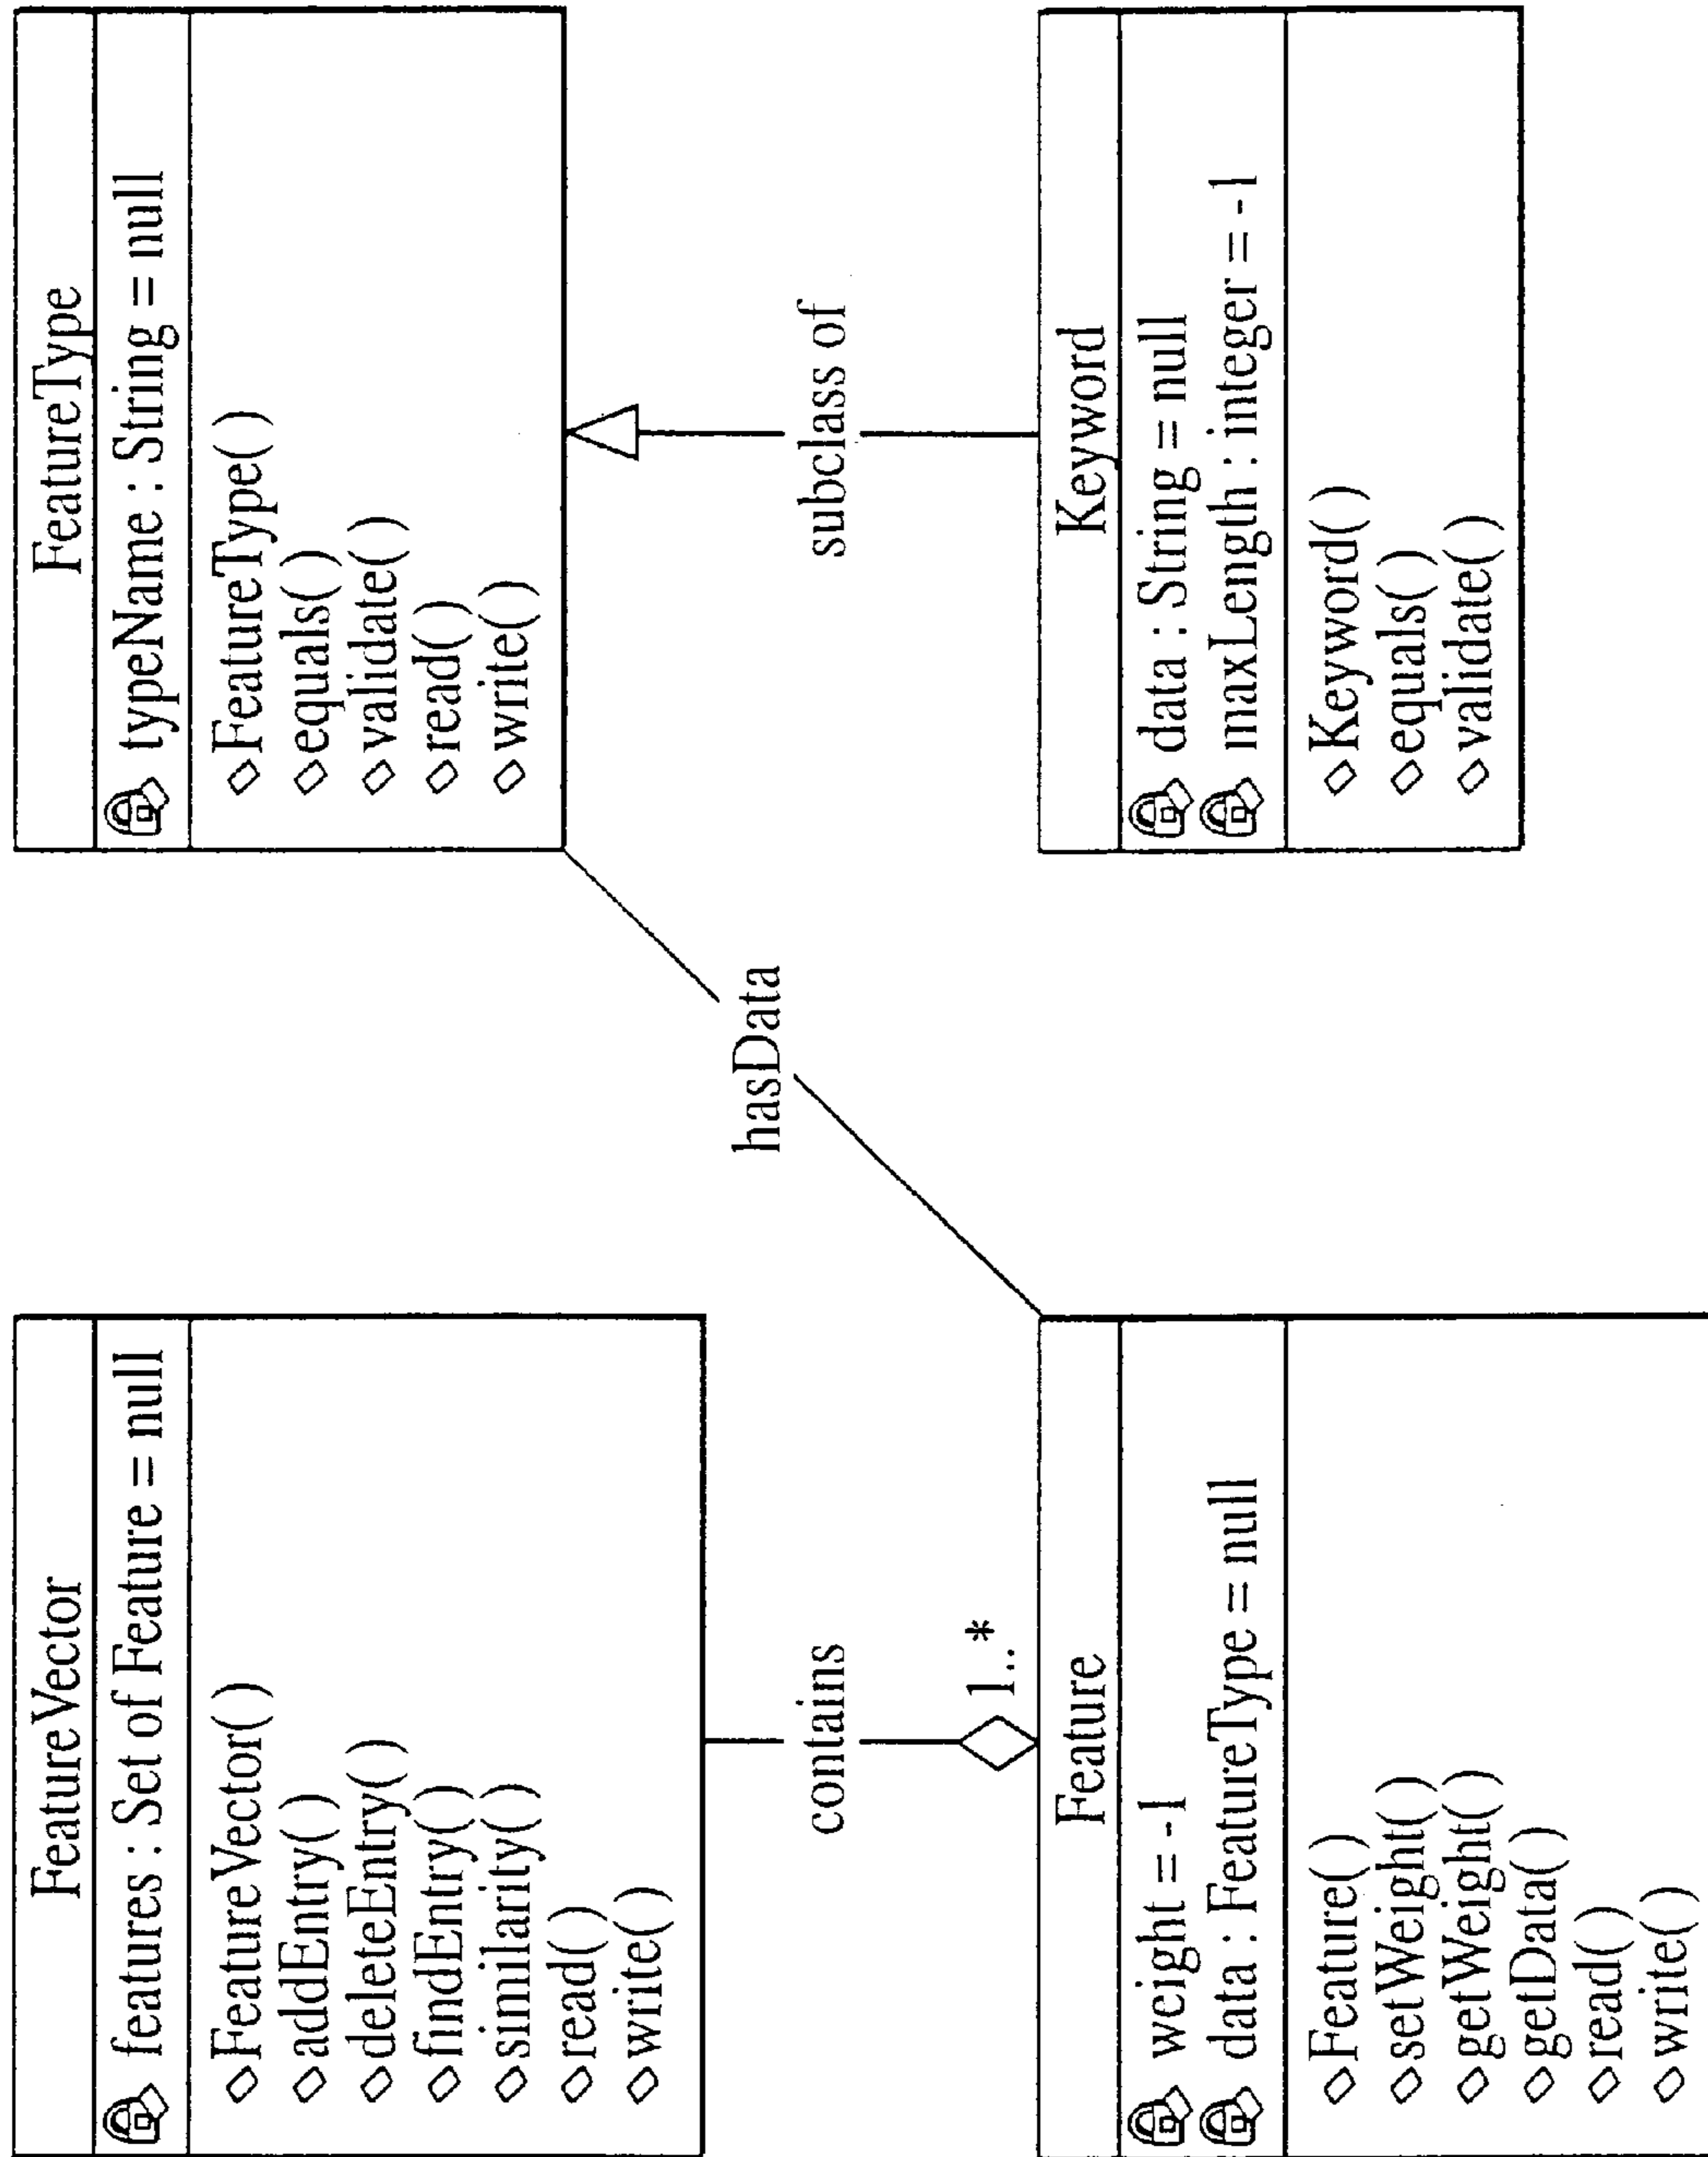 FeatureVector
features : Set of Feature = null
FeatureVector( )
addEntry( )
deleteEntry( )
findEntry( )
similarity( )
read( )
write( )
contains
1..*
Feature
weight = -1
data : FeatureType = null
Feature( )
setWeight( )
getWeight( )
getData( )
read( )
write( )
hasData
FeatureType
typeName : String = null
FeatureType( )
equals( )
validate( )
read( )
write( )
subclass of
Keyword
data : String = null
maxLength : integer = -1
Keyword( )
equals( )
validate( )